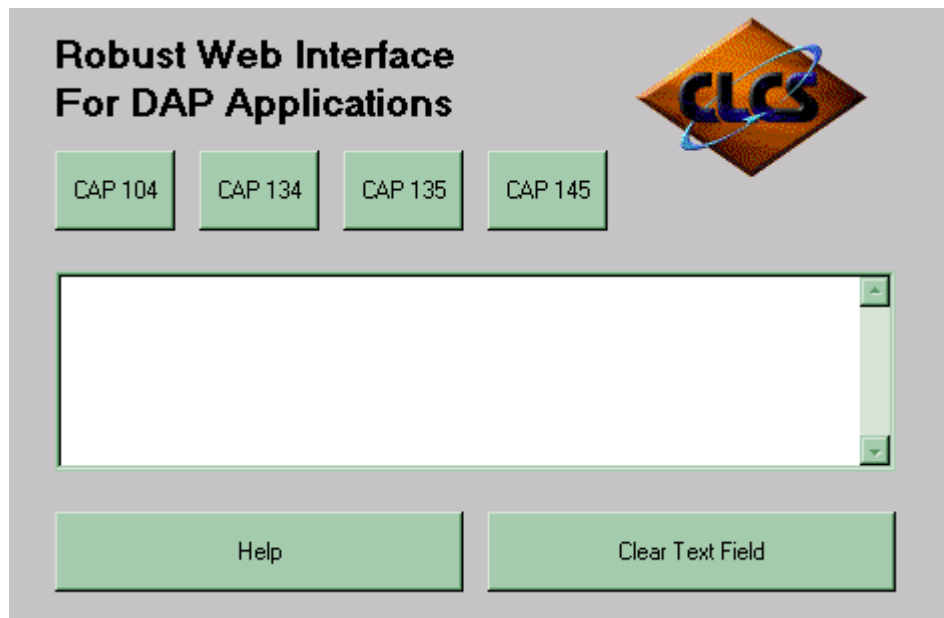 Robust Web Interface
For DAP Applications
CLCS
CAP 104
CAP 134
CAP 135
CAP 145
Help
Clear Text Field